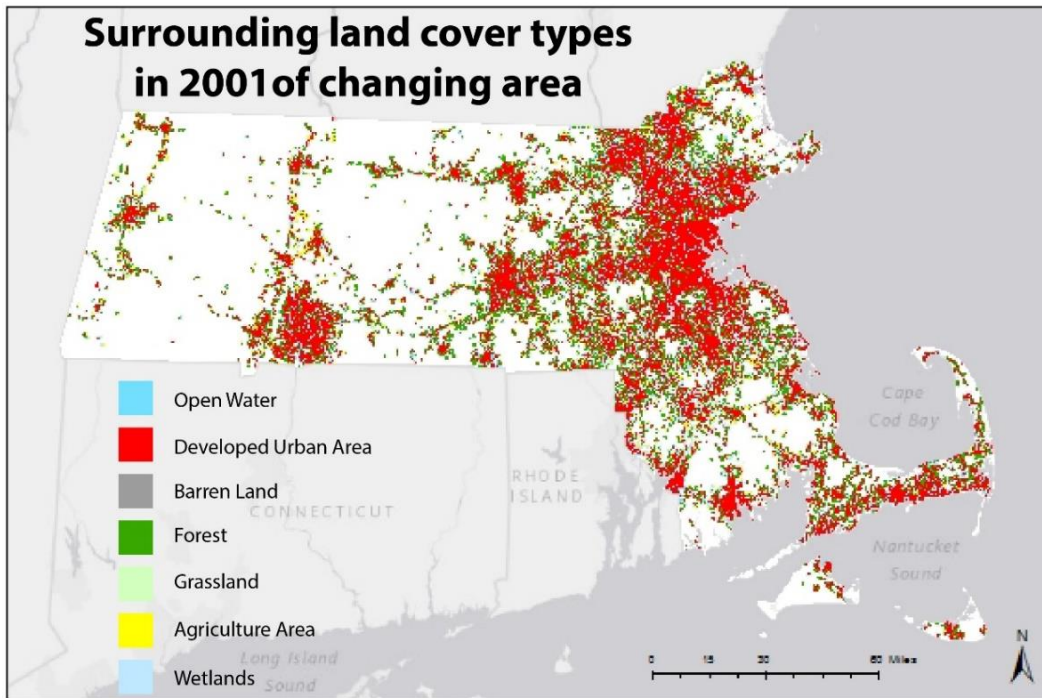 Surrounding land cover types
in 2001of changing area
Cape
Cod Bay
RHODE
ISLAND
CONNECTICUT
Nantucket
Sound
Long Island
Sound
Open Water
Developed Urban Area
Barren Land
Forest
Grassland
Agriculture Area
Wetlands
0 15 30 60 Miles
N